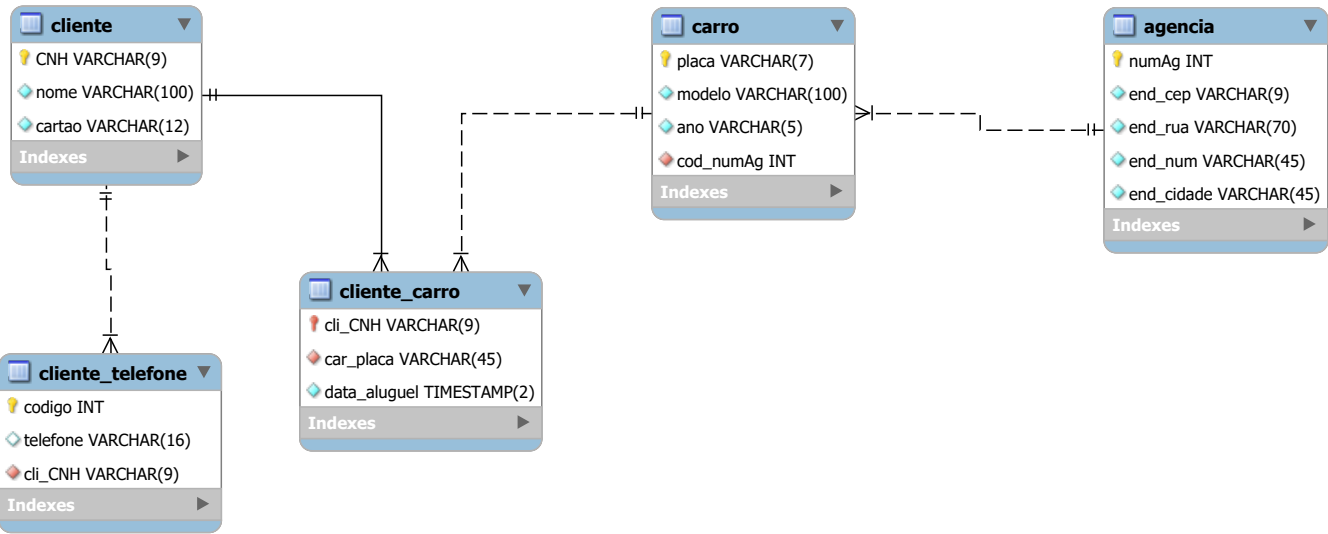 cliente
CNH VARCHAR(9)
nome VARCHAR(100)
cartao VARCHAR(12)
Indexes
carro
placa VARCHAR(7)
modelo VARCHAR(100)
ano VARCHAR(5)
cod_numAg INT
Indexes
agencia
numAg INT
end_cep VARCHAR(9)
end_rua VARCHAR(70)
end_num VARCHAR(45)
end_cidade VARCHAR(45)
Indexes
cliente_carro
cli_CNH VARCHAR(9)
car_placa VARCHAR(45)
data_aluguel TIMESTAMP(2)
Indexes
cliente_telefone
codigo INT
telefone VARCHAR(16)
cli_CNH VARCHAR(9)
Indexes